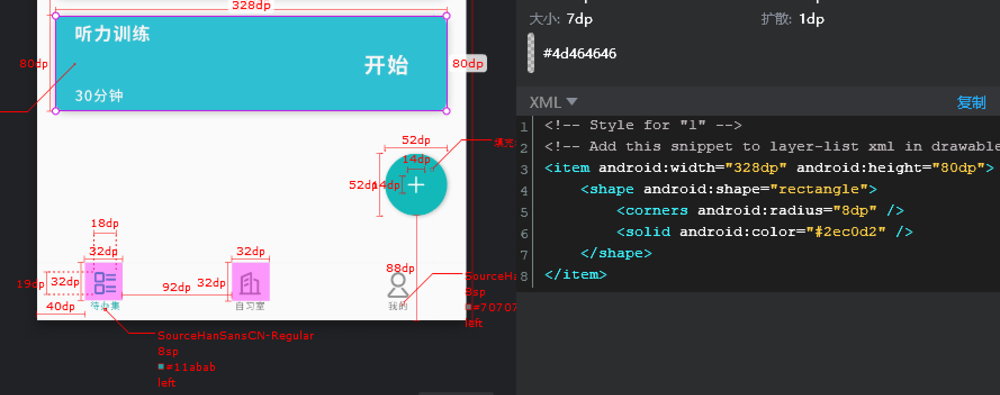 328dp
听力训练
80dp
开始
80dp
30分钟
52dp
填充
14dp
52dp
14dp
18dp
32dp
32dp
88dp
19dp
32dp
92dp
32dp
40dp
待办集
自习室
我的
SourceHa
8sp
#70707
left
SourceHanSansCN-Regular
8sp
#11abab
left
大小: 7dp
扩散: 1dp
#4d464646
XML
复制
1 <!-- Style for "l" -->
2 <!-- Add this snippet to layer-list xml in drawable
3 <item android:width="328dp" android:height="80dp">
4 <shape android:shape="rectangle">
5 <corners android:radius="8dp" />
6 <solid android:color="#2ec0d2" />
7 </shape>
8 </item>